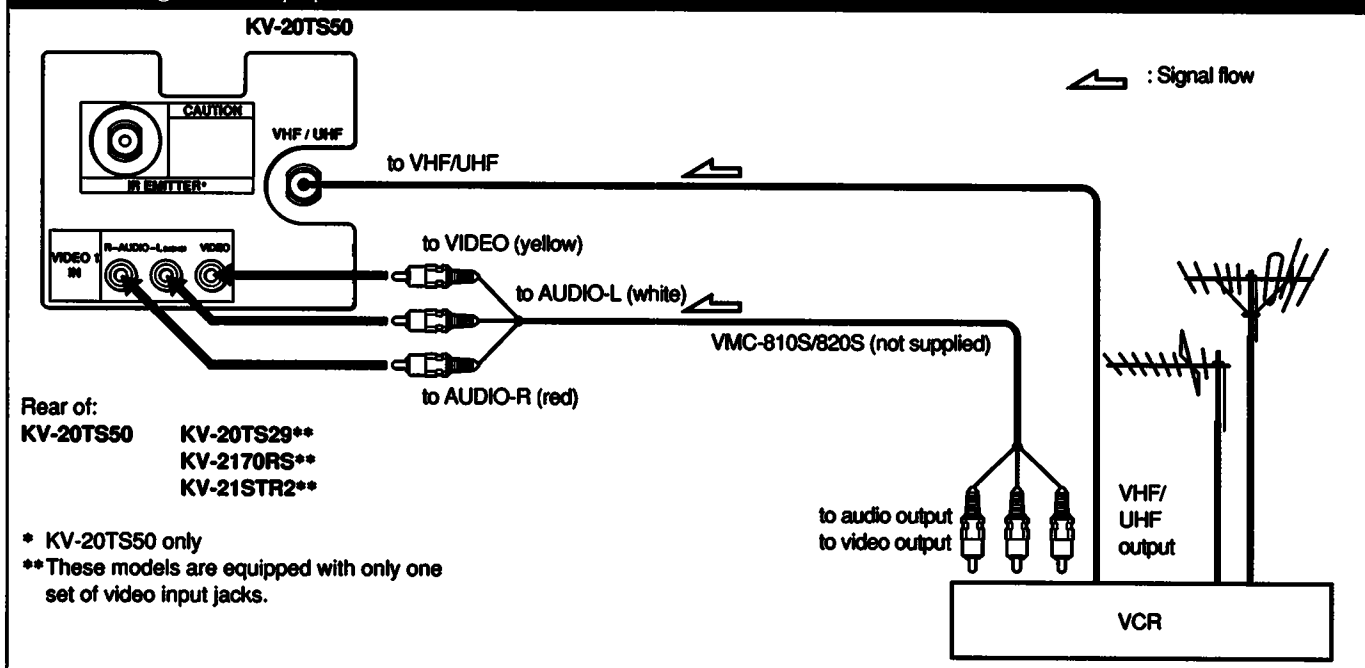 KV-20TS50
: Signal flow
CAUTION
VHF / UHF
to VHF/UHF
IR EMITTER*
VIDEO 1
IN
R-AUDIO-L
VIDEO
to VIDEO (yellow)
to AUDIO-L (white)
VMC-810S/820S (not supplied)
to AUDIO-R (red)
Rear of:
KV-20TS50 KV-20TS29**
KV-2170RS**
KV-21STR2**
* KV-20TS50 only
**These models are equipped with only one
set of video input jacks.
to audio output
to video output
VHF/
UHF
output
VCR